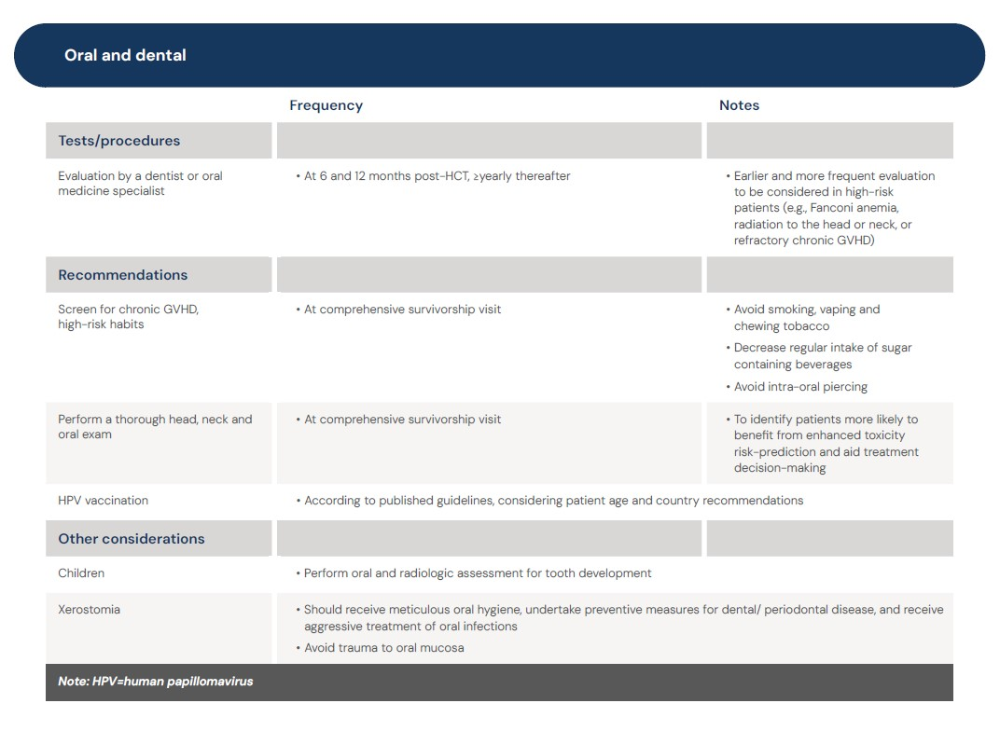 Oral and dental
Frequency
Notes
Tests/procedures
Evaluation by a dentist or oral
medicine specialist
• At 6 and 12 months post-HCT, ≥yearly thereafter
• Earlier and more frequent evaluation
to be considered in high-risk
patients (e.g., Fanconi anemia,
radiation to the head or neck, or
refractory chronic GVHD)
Recommendations
Screen for chronic GVHD,
high-risk habits
• At comprehensive survivorship visit
• Avoid smoking, vaping and
chewing tobacco
• Decrease regular intake of sugar
containing beverages
• Avoid intra-oral piercing
Perform a thorough head, neck and
oral exam
• At comprehensive survivorship visit
• To identify patients more likely to
benefit from enhanced toxicity
risk-prediction and aid treatment
decision-making
HPV vaccination
• According to published guidelines, considering patient age and country recommendations
Other considerations
Children
• Perform oral and radiologic assessment for tooth development
Xerostomia
• Should receive meticulous oral hygiene, undertake preventive measures for dental/ periodontal disease, and receive
aggressive treatment of oral infections
• Avoid trauma to oral mucosa
Note: HPV=human papillomavirus